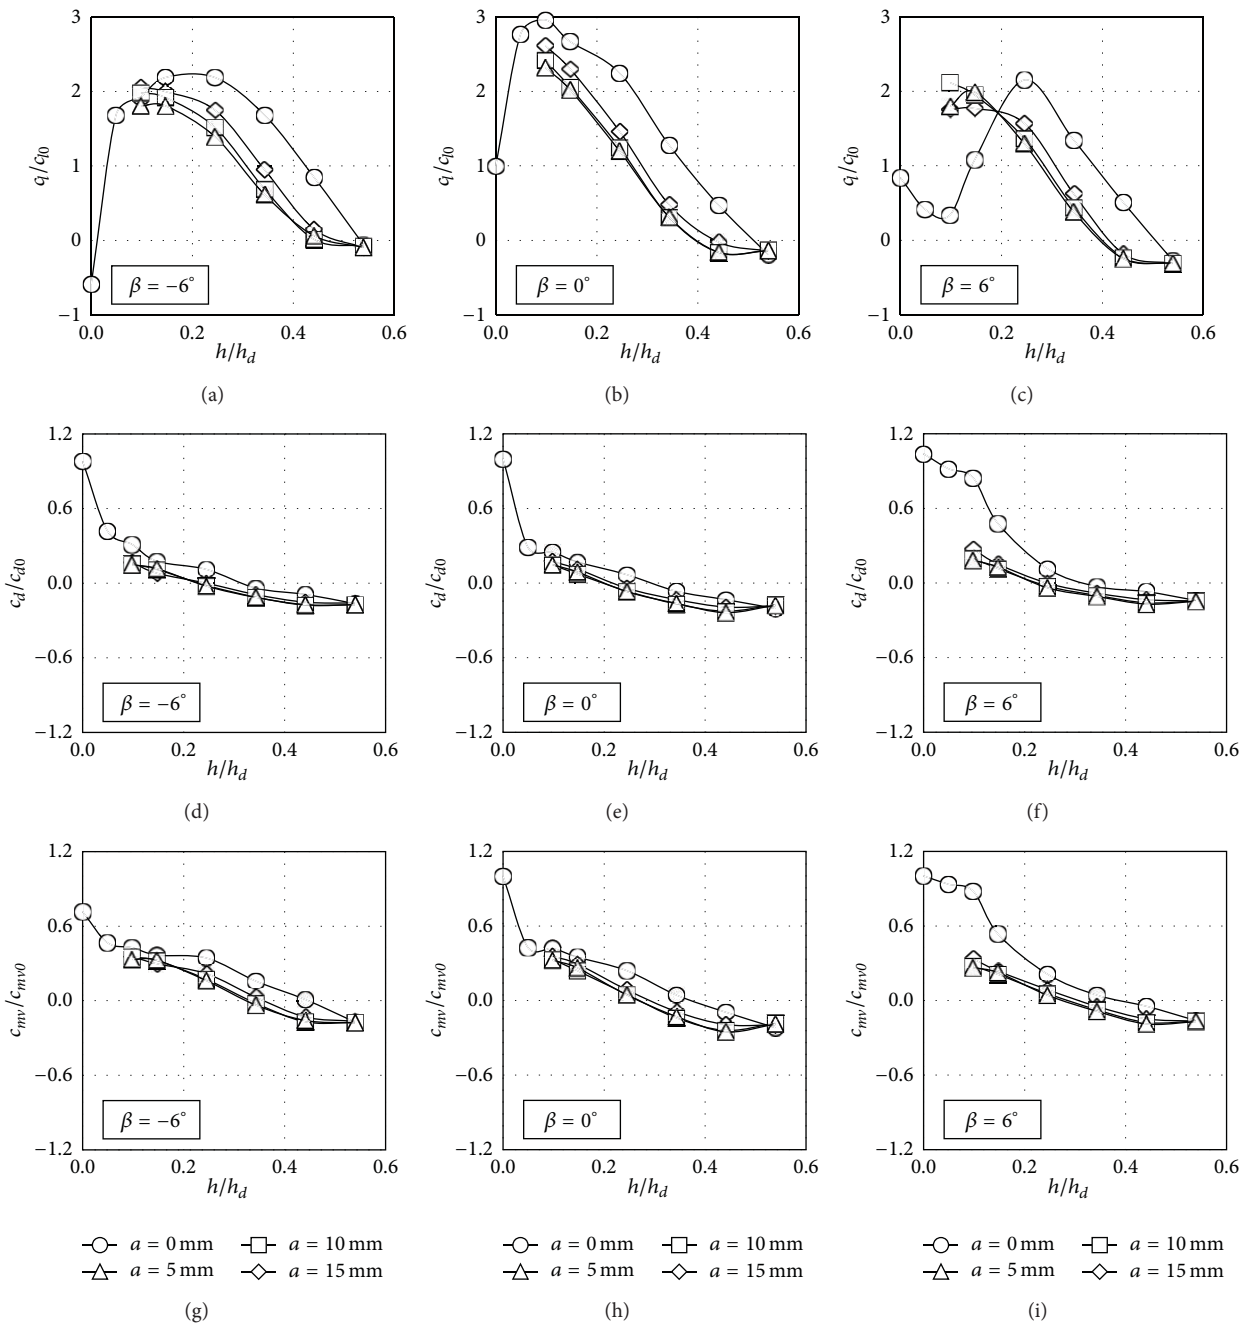 3 3 3
2 2 2
1 1 1
0 0 0
−1 −1 −1
c_l/c_l0 c_l/c_l0 c_l/c_l0
β = −6° β = 0° β = 6°
0.0 0.2 0.4 0.6 0.0 0.2 0.4 0.6 0.0 0.2 0.4 0.6
h/h_d h/h_d h/h_d
(a) (b) (c)
1.2 1.2 1.2
0.6 0.6 0.6
0.0 0.0 0.0
−0.6 −0.6 −0.6
−1.2 −1.2 −1.2
c_d/c_d0 c_d/c_d0 c_d/c_d0
β = −6° β = 0° β = 6°
0.0 0.2 0.4 0.6 0.0 0.2 0.4 0.6 0.0 0.2 0.4 0.6
h/h_d h/h_d h/h_d
(d) (e) (f)
1.2 1.2 1.2
0.6 0.6 0.6
0.0 0.0 0.0
−0.6 −0.6 −0.6
−1.2 −1.2 −1.2
c_mv/c_mv0 c_mv/c_mv0 c_mv/c_mv0
β = −6° β = 0° β = 6°
0.0 0.2 0.4 0.6 0.0 0.2 0.4 0.6 0.0 0.2 0.4 0.6
h/h_d h/h_d h/h_d
a = 0 mm a = 10 mm a = 0 mm a = 10 mm a = 0 mm a = 10 mm
a = 5 mm a = 15 mm a = 5 mm a = 15 mm a = 5 mm a = 15 mm
(g) (h) (i)